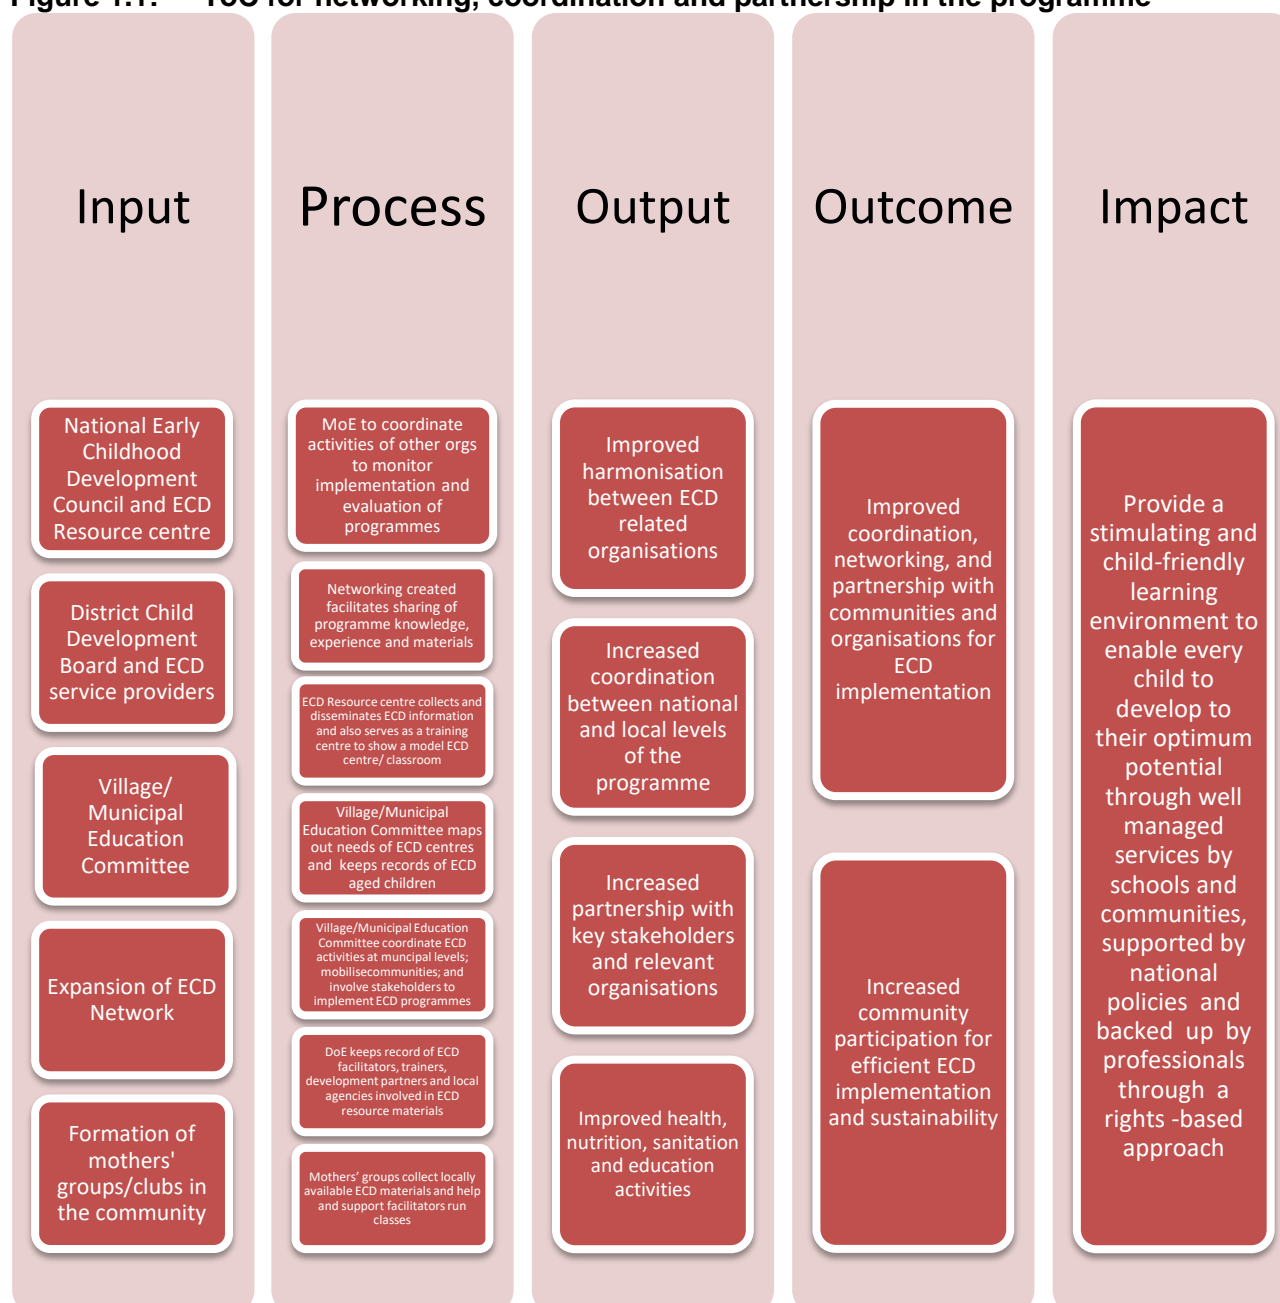 Figure 1.1: ToC for networking, coordination and partnership in the programme
Input
National Early
Childhood
Development
Council and ECD
Resource centre
District Child
Development
Board and ECD
service providers
Village/
Municipal
Education
Committee
Expansion of ECD
Network
Formation of
mothers'
groups/clubs in
the community
Process
MoE to coordinate
activities of other orgs
to monitor
implementation and
evaluation of
programmes
Networking created
facilitates sharing of
programme knowledge,
experience and materials
ECD Resource centre collects and
disseminates ECD information
and also serves as a training
centre to show a model ECD
centre/ classroom
Village/Municipal
Education Committee maps
out needs of ECD centres
and keeps records of ECD
aged children
Village/Municipal Education
Committee coordinate ECD
activities at muncipal levels;
mobilisecommunities; and
involve stakeholders to
implement ECD programmes
DoE keeps record of ECD
facilitators, trainers,
development partners and local
agencies involved in ECD
resource materials
Mothers’ groups collect locally
available ECD materials and help
and support facilitators run
classes
Output
Improved
harmonisation
between ECD
related
organisations
Increased
coordination
between national
and local levels
of the
programme
Increased
partnership with
key stakeholders
and relevant
organisations
Improved health,
nutrition, sanitation
and education
activities
Outcome
Improved
coordination,
networking, and
partnership with
communities and
organisations for
ECD
implementation
Increased
community
participation for
efficient ECD
implementation
and sustainability
Impact
Provide a
stimulating and
child-friendly
learning
environment to
enable every
child to
develop to
their optimum
potential
through well
managed
services by
schools and
communities,
supported by
national
policies and
backed up by
professionals
through a
rights -based
approach